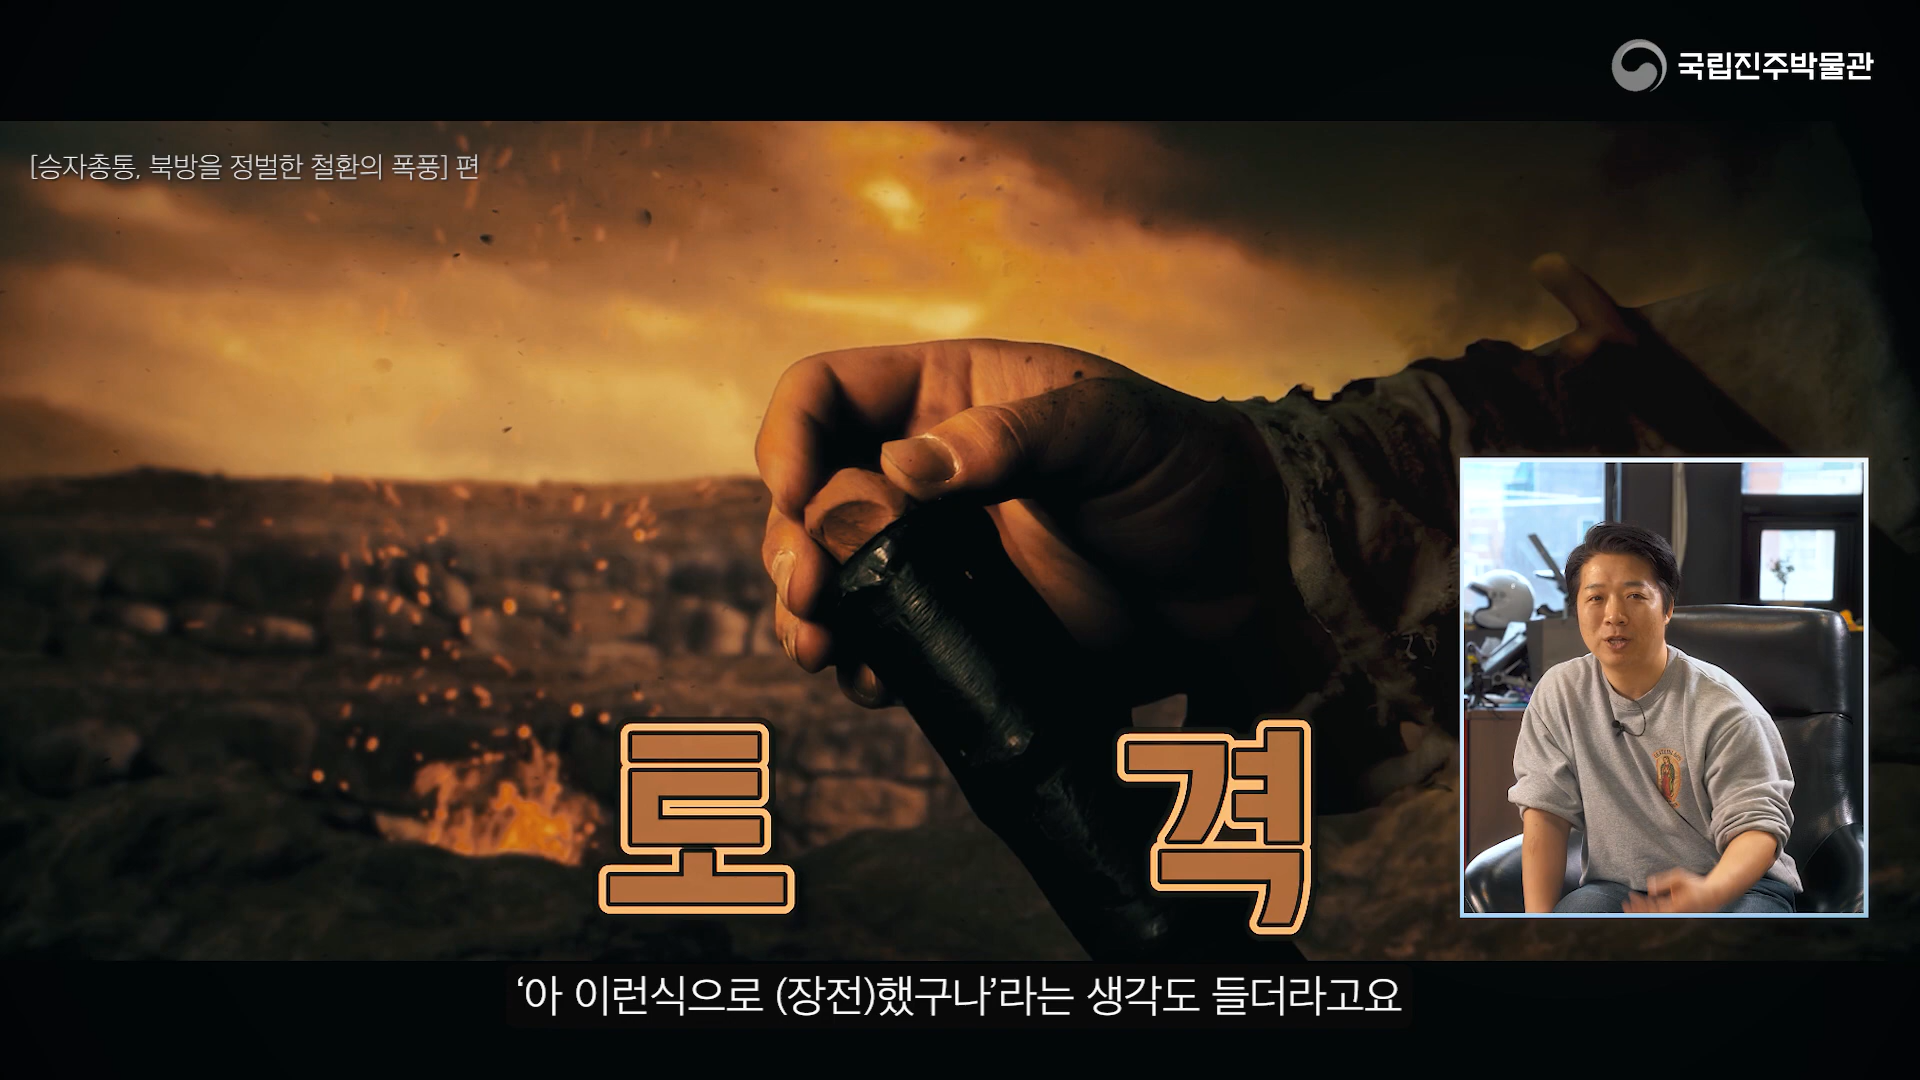 국립진주박물관
[승자총통, 북방을 정벌한 철환의 폭풍] 편
토 격
‘아 이런식으로 (장전)했구나’라는 생각도 들더라고요